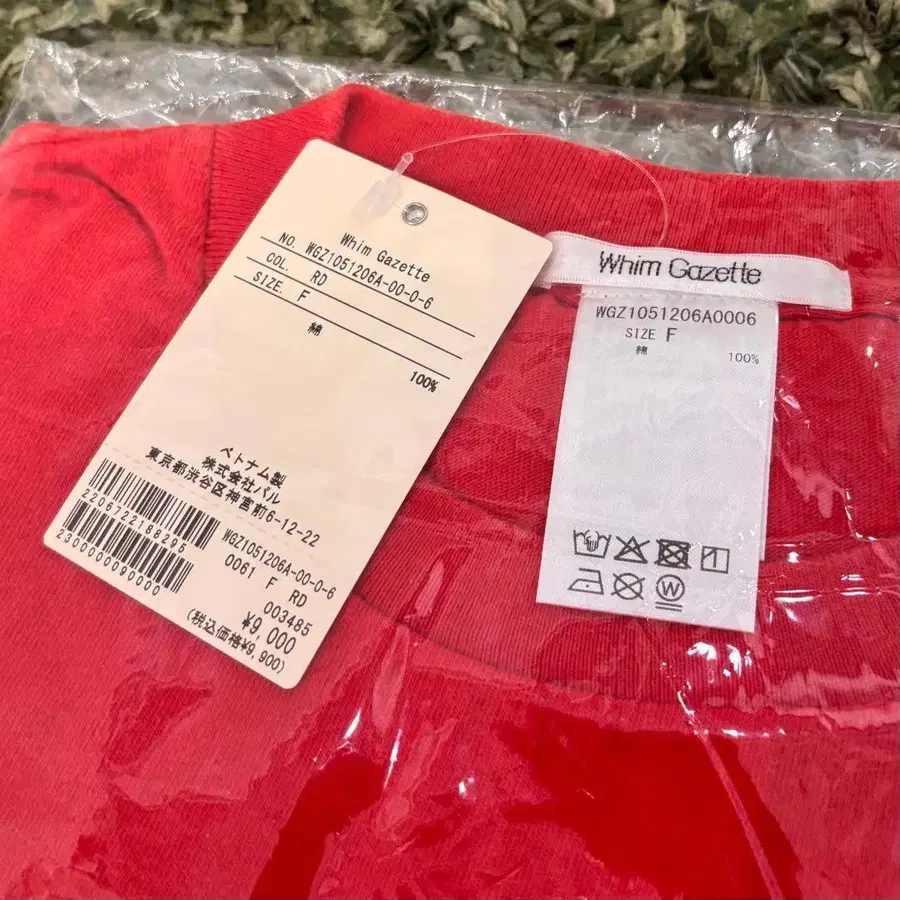 Whim Gazette
NO. WGZ1051206A-00-0-6
COL. RD
SIZE. F
綿 100%
ベトナム製
株式会社パル
東京都渋谷区神宮前6-12-22
2206722188295
2300000090000
WGZ1051206A-00-0-6
0061 F RD
003485
¥9,000
(税込価格¥9,900)
Whim Gazette
WGZ1051206A0006
SIZE F
綿 100%
W